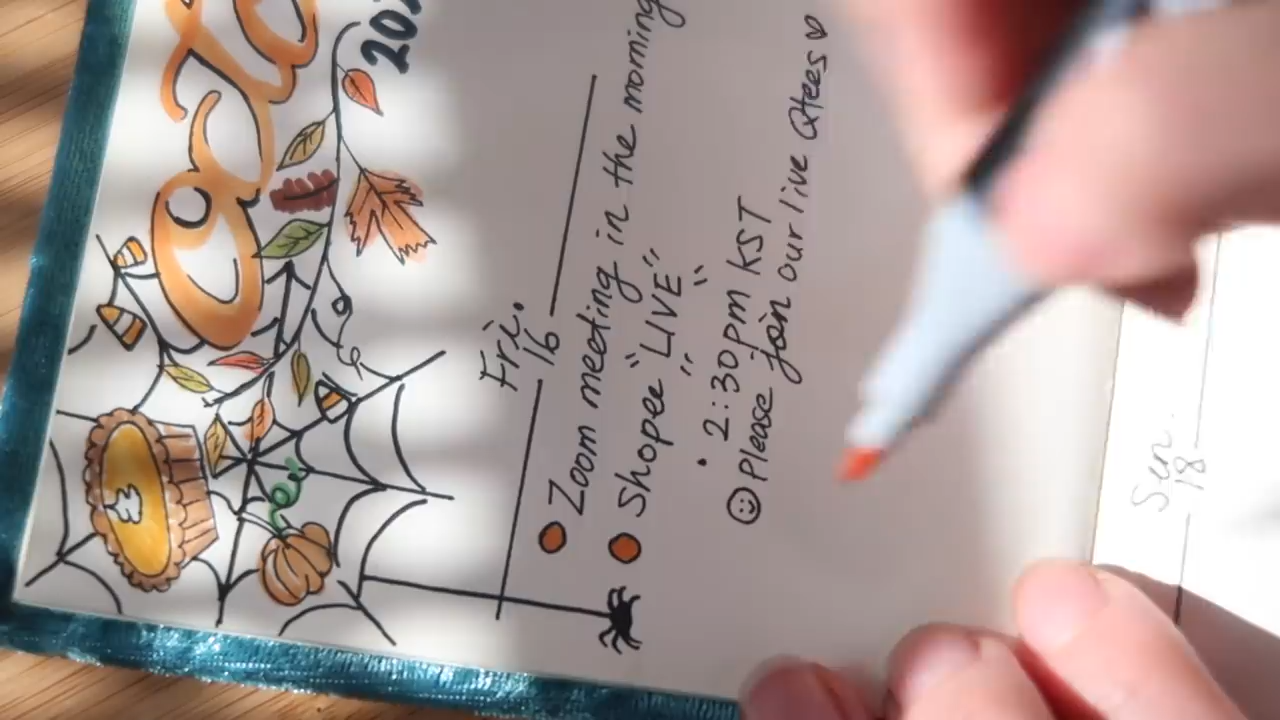 Octo
202
Fri.
16
Zoom meeting in the morning
Shopee "LIVE"
" "
• 2:30pm KST
Please join our live Qtees♡
Sun
18